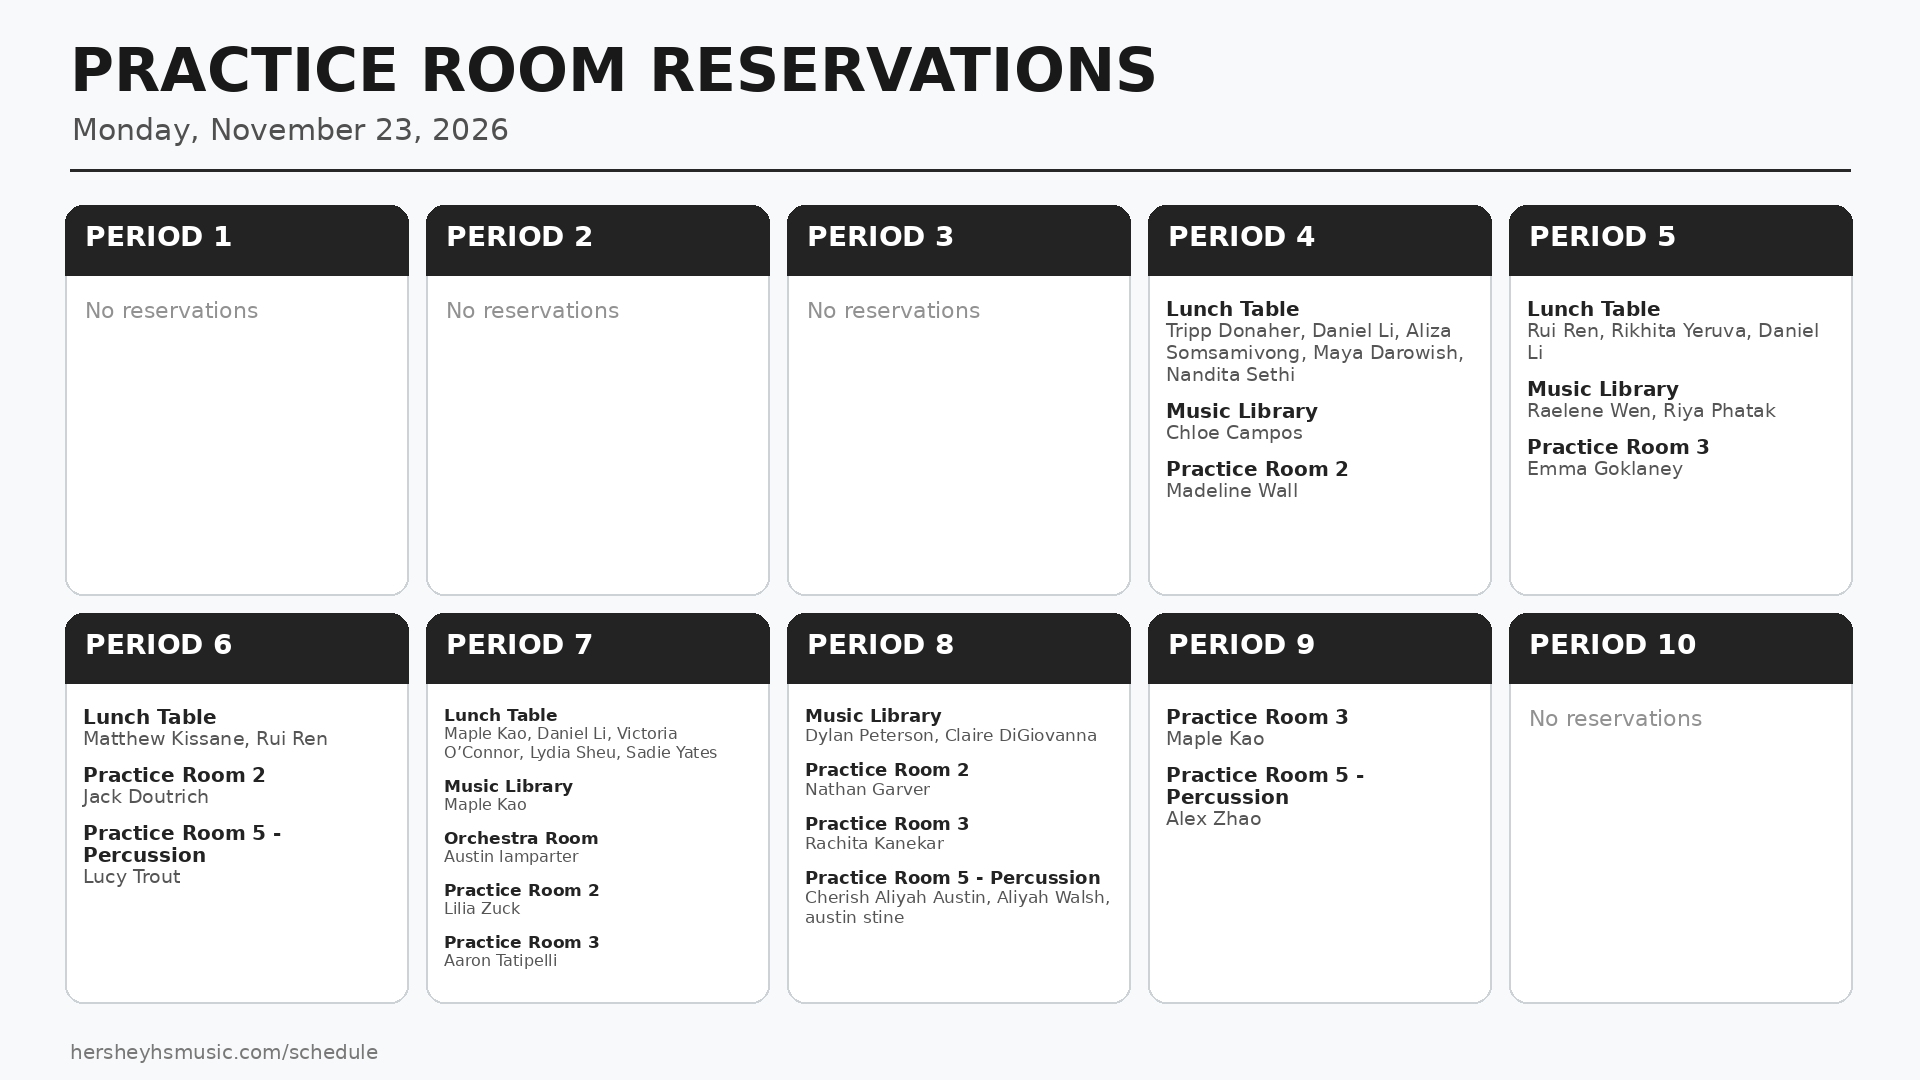 PRACTICE ROOM RESERVATIONS
Monday, November 23, 2026
PERIOD 1
No reservations
PERIOD 2
No reservations
PERIOD 3
No reservations
PERIOD 4
Lunch Table
Tripp Donaher, Daniel Li, Aliza
Somsamivong, Maya Darowish,
Nandita Sethi
Music Library
Chloe Campos
Practice Room 2
Madeline Wall
PERIOD 5
Lunch Table
Rui Ren, Rikhita Yeruva, Daniel
Li
Music Library
Raelene Wen, Riya Phatak
Practice Room 3
Emma Goklaney
PERIOD 6
Lunch Table
Matthew Kissane, Rui Ren
Practice Room 2
Jack Doutrich
Practice Room 5 -
Percussion
Lucy Trout
PERIOD 7
Lunch Table
Maple Kao, Daniel Li, Victoria
O’Connor, Lydia Sheu, Sadie Yates
Music Library
Maple Kao
Orchestra Room
Austin lamparter
Practice Room 2
Lilia Zuck
Practice Room 3
Aaron Tatipelli
PERIOD 8
Music Library
Dylan Peterson, Claire DiGiovanna
Practice Room 2
Nathan Garver
Practice Room 3
Rachita Kanekar
Practice Room 5 - Percussion
Cherish Aliyah Austin, Aliyah Walsh,
austin stine
PERIOD 9
Practice Room 3
Maple Kao
Practice Room 5 -
Percussion
Alex Zhao
PERIOD 10
No reservations
hersheyhsmusic.com/schedule